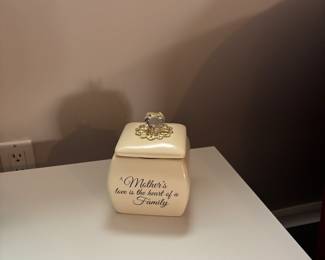 A Mother's
love is the heart of a
Family